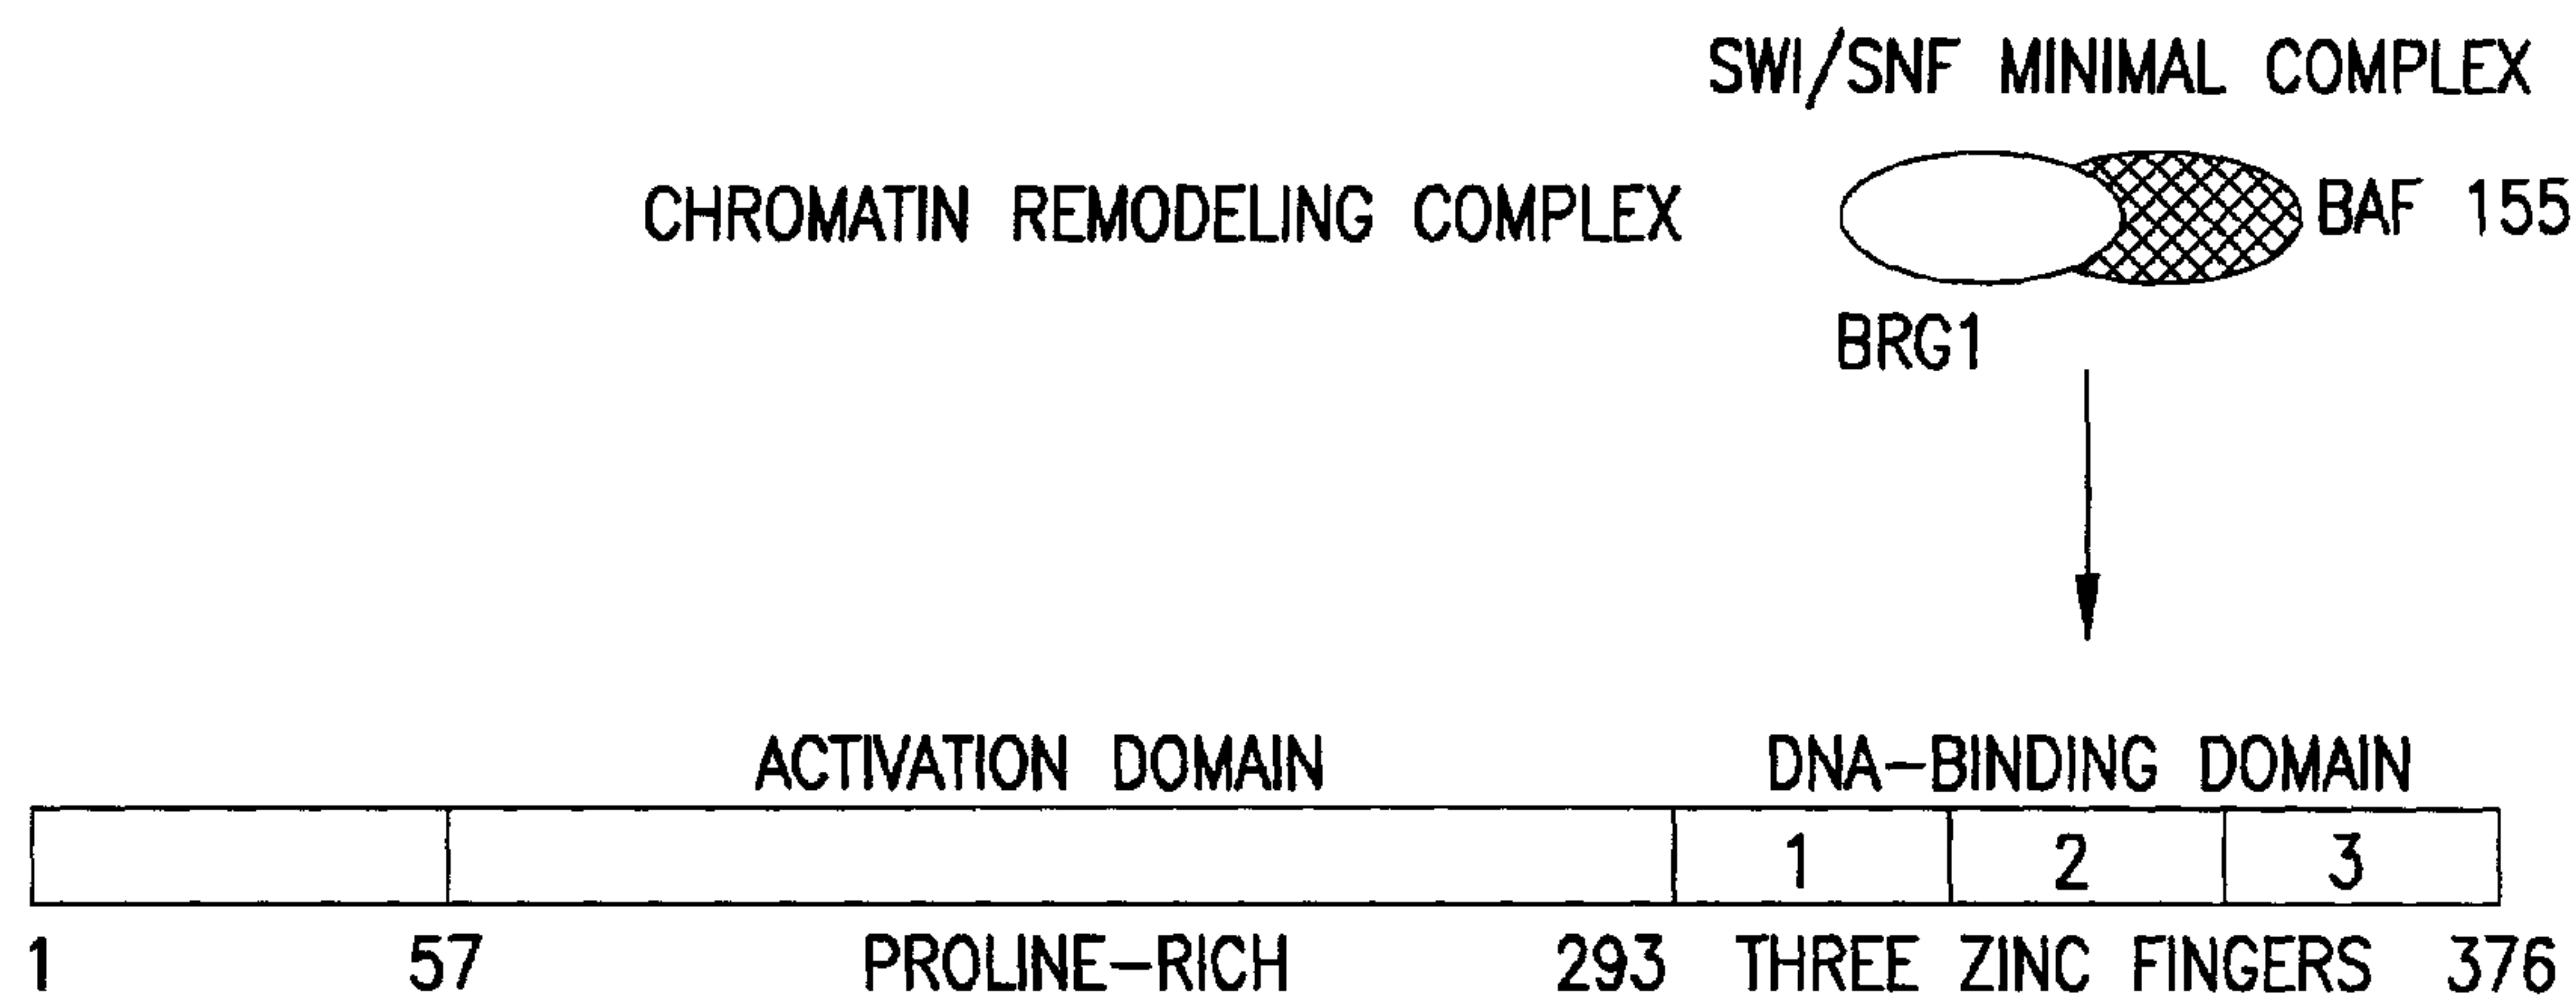 SWI/SNF MINIMAL COMPLEX
CHROMATIN REMODELING COMPLEX
BAF 155
BRG1
ACTIVATION DOMAIN
DNA-BINDING DOMAIN
1 2 3
1 57 PROLINE-RICH 293 THREE ZINC FINGERS 376